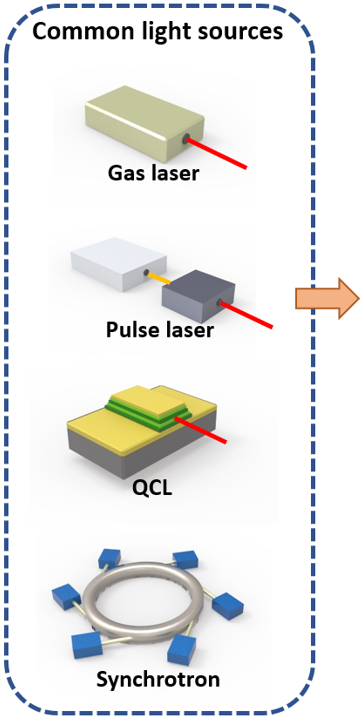 Common light sources
Gas laser
Pulse laser
QCL
Synchrotron